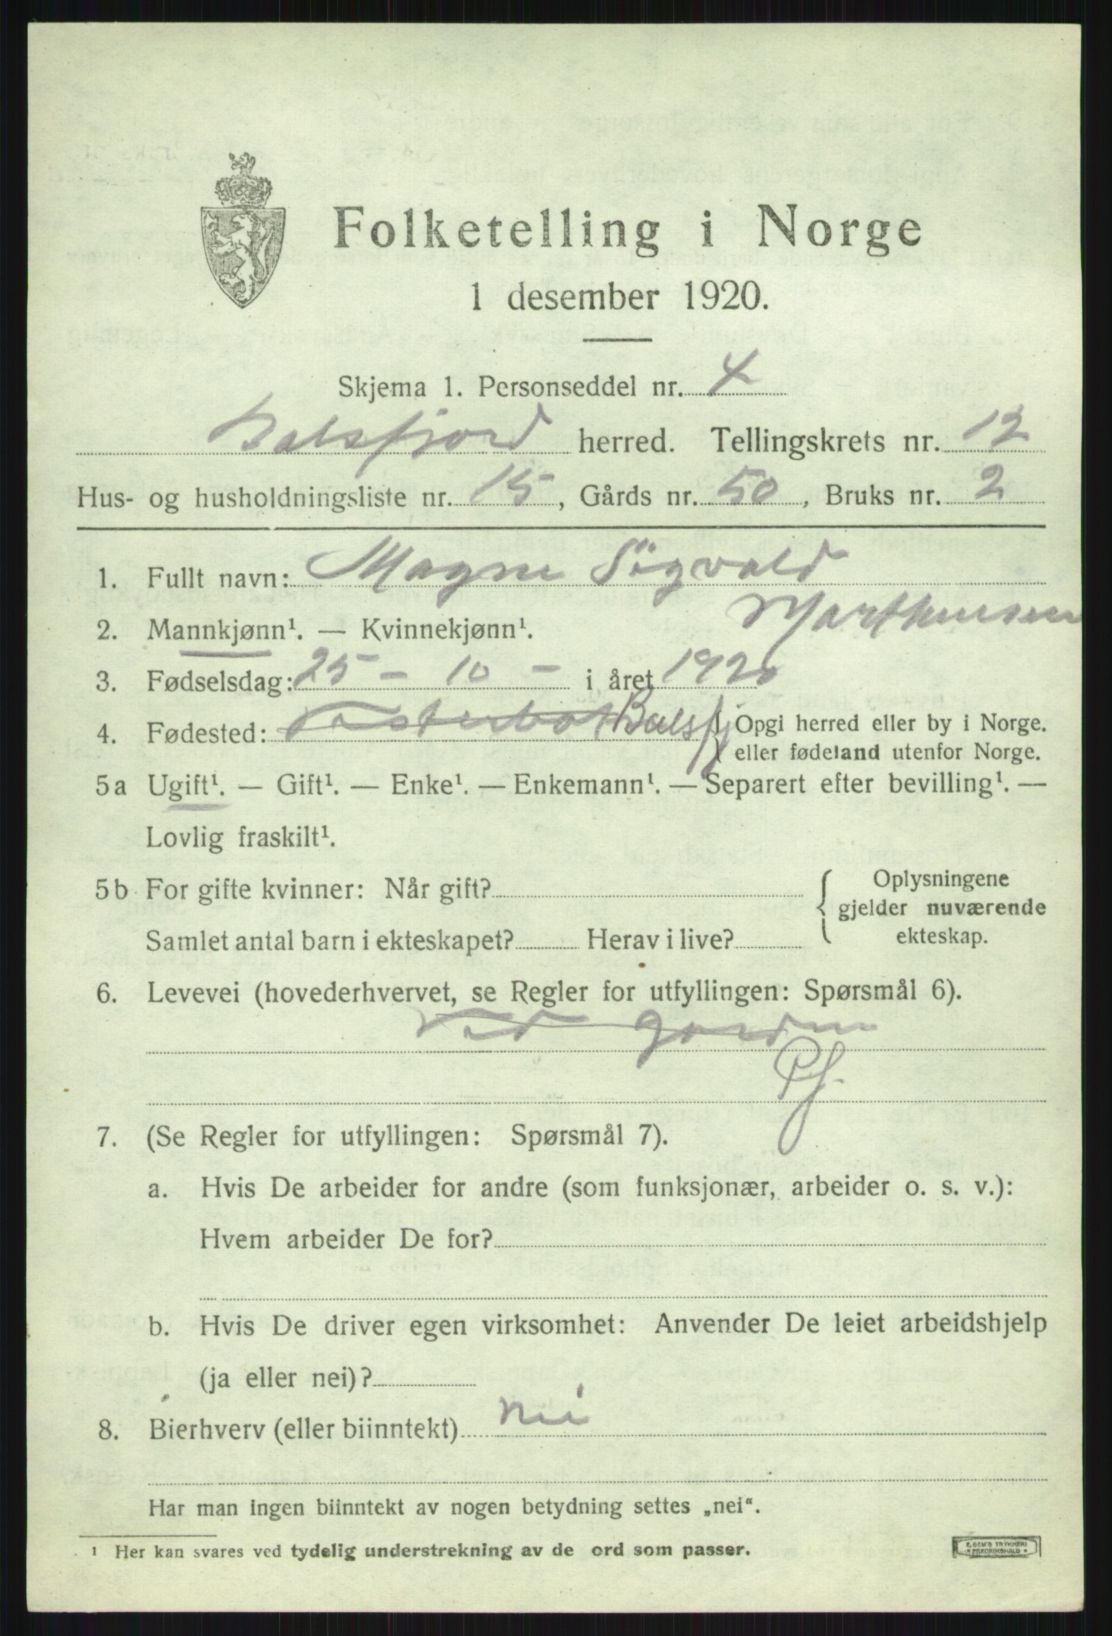 Folketelling i Norge
1 desember 1920.
Skjema 1. Personseddel nr. 4
Balsfjord herred. Tellingskrets nr. 12
Hus- og husholdningsliste nr. 15, Gårds nr. 50, Bruks nr. 2
1. Fullt navn: Magne Sigvald
Marthinsen
2. Mannkjønn¹. — Kvinnekjønn¹.
3. Fødselsdag: 25 - 10 - i året 1920
4. Fødested: Balsfj. Opgi herred eller by i Norge.
eller fødeland utenfor Norge.
5a Ugift¹. — Gift¹. — Enke¹. — Enkemann¹. — Separert efter bevilling¹. —
Lovlig fraskilt¹.
5b For gifte kvinner: Når gift? Oplysningene
gjelder nuværende
Samlet antal barn i ekteskapet? Herav i live? ekteskap.
6. Levevei (hovederhvervet, se Regler for utfyllingen: Spørsmål 6).
Ved garden
7. (Se Regler for utfyllingen: Spørsmål 7).
a. Hvis De arbeider for andre (som funksjonær, arbeider o. s. v.):
Hvem arbeider De for?
b. Hvis De driver egen virksomhet: Anvender De leiet arbeidshjelp
(ja eller nei)?
8. Bierhverv (eller biinntekt) nei
Har man ingen biinntekt av nogen betydning settes „nei“.
¹ Her kan svares ved tydelig understrekning av de ord som passer.